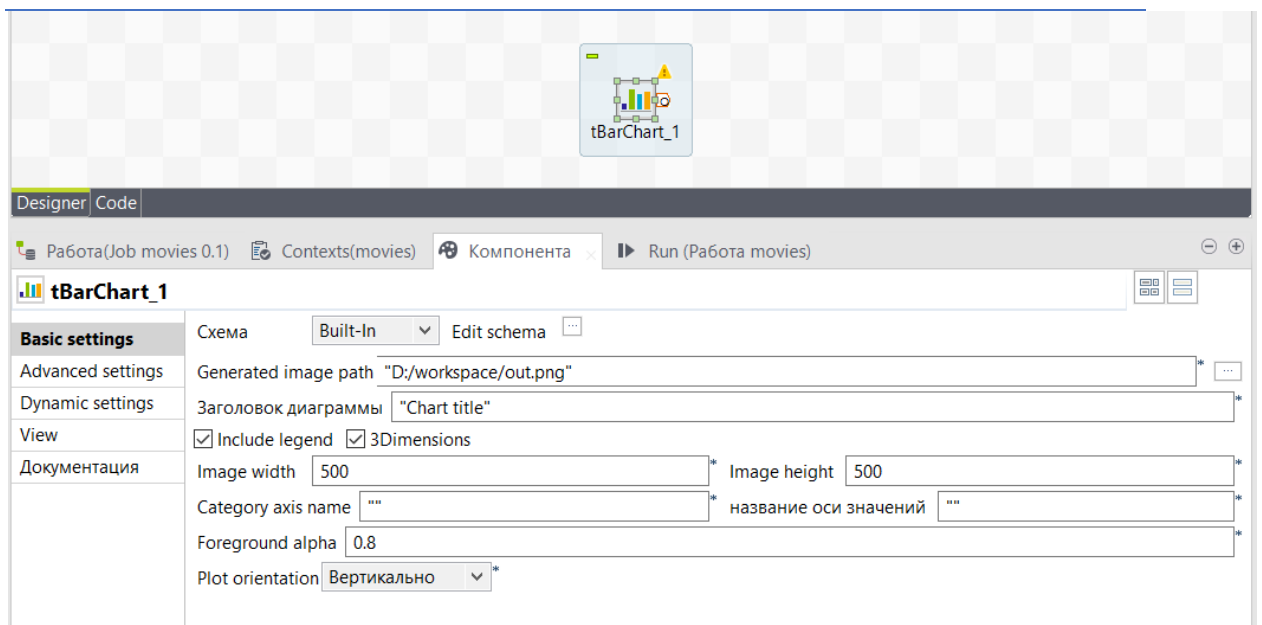 tBarChart_1
Designer Code
Работа(Job movies 0.1) Contexts(movies) Компонента Run (Работа movies)
tBarChart_1
Basic settings
Advanced settings
Dynamic settings
View
Документация
Схема Built-In Edit schema ...
Generated image path "D:/workspace/out.png" * ...
Заголовок диаграммы "Chart title" *
Include legend 3Dimensions
Image width 500 * Image height 500 *
Category axis name "" * название оси значений "" *
Foreground alpha 0.8 *
Plot orientation Вертикально *